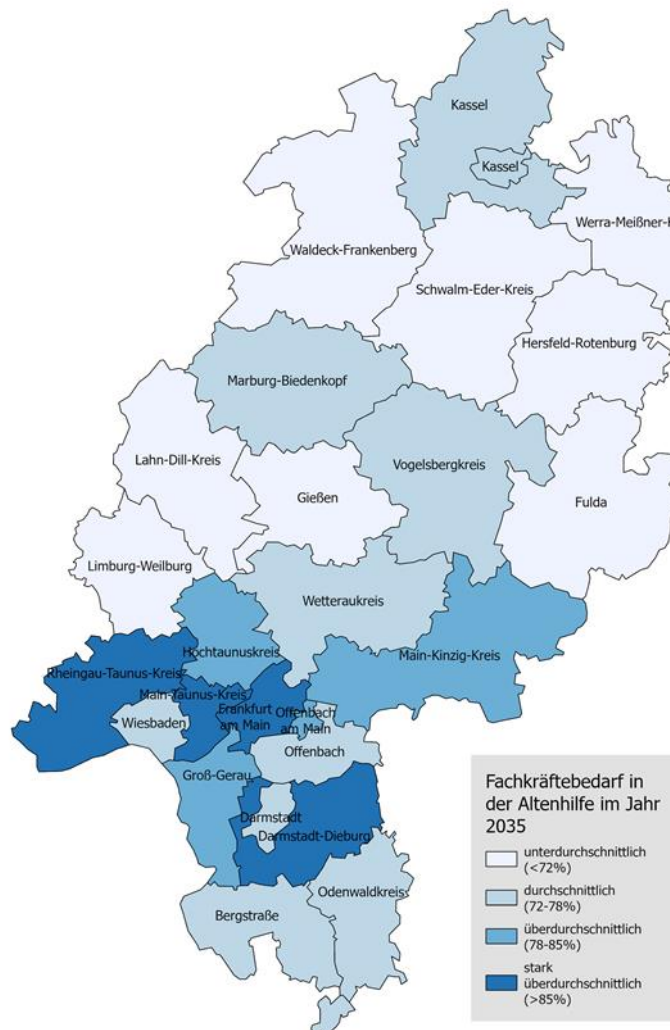 Kassel
Kassel
Werra-Meißner-K
Waldeck-Frankenberg
Schwalm-Eder-Kreis
Hersfeld-Rotenburg
Marburg-Biedenkopf
Vogelsbergkreis
Lahn-Dill-Kreis
Gießen
Fulda
Limburg-Weilburg
Wetteraukreis
Hochtaunuskreis
Main-Kinzig-Kreis
Rheingau-Taunus-Kreis
Main-Taunus-Kreis
Frankfurt
am Main
Offenbach
am Main
Wiesbaden
Offenbach
Groß-Gerau
Darmstadt
Darmstadt-Dieburg
Odenwaldkreis
Bergstraße
Fachkräftebedarf in
der Altenhilfe im Jahr
2035
unterdurchschnittlich
(<72%)
durchschnittlich
(72-78%)
überdurchschnittlich
(78-85%)
stark
überdurchschnittlich
(>85%)